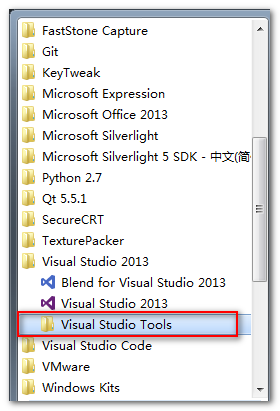 FastStone Capture
Git
KeyTweak
Microsoft Expression
Microsoft Office 2013
Microsoft Silverlight
Microsoft Silverlight 5 SDK - 中文(简
Python 2.7
Qt 5.5.1
SecureCRT
TexturePacker
Visual Studio 2013
Blend for Visual Studio 2013
Visual Studio 2013
Visual Studio Tools
Visual Studio Code
VMware
Windows Kits